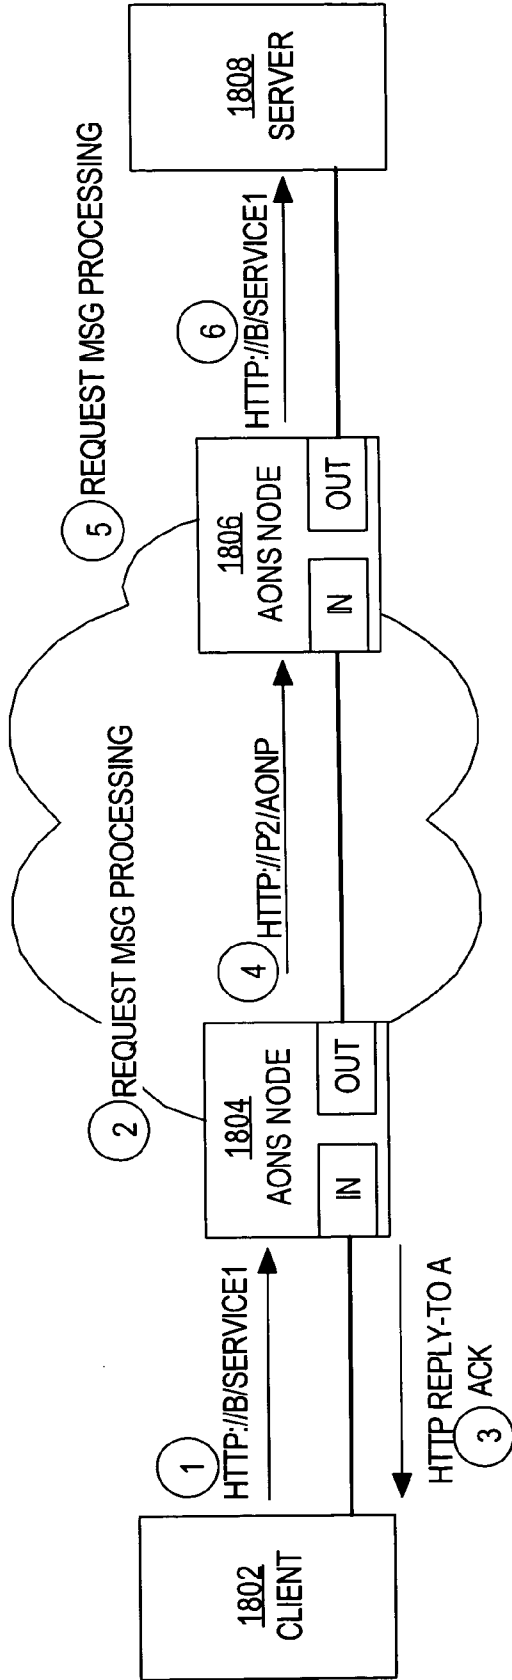 1802
CLIENT
1
HTTP://B/SERVICE1
HTTP REPLY-TO A
3 ACK
2 REQUEST MSG PROCESSING
1804
AONS NODE
IN
OUT
4
HTTP://P2/AONP
5 REQUEST MSG PROCESSING
1806
AONS NODE
IN
OUT
6
HTTP://B/SERVICE1
1808
SERVER